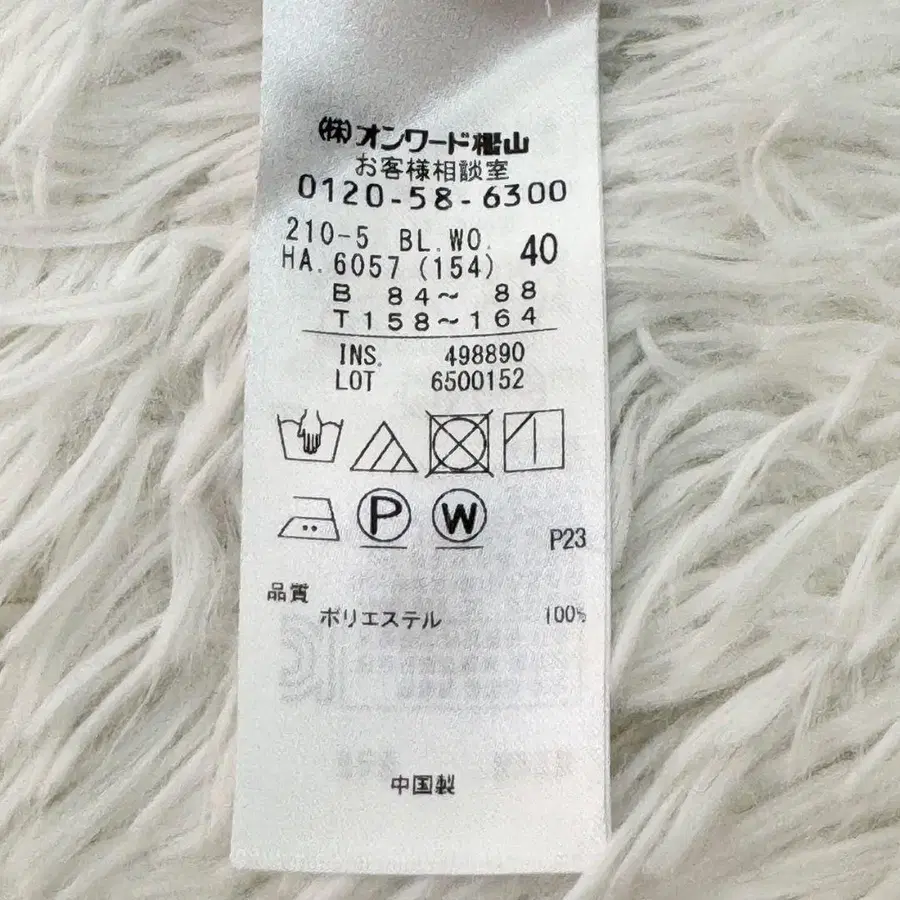 (株)オンワード樫山
お客様相談室
0120-58-6300
210-5 BL.WO. 40
HA.6057 (154)
B 84～ 88
T158～164
INS. 498890
LOT 6500152
P W
P23
品質
ポリエステル 100%
中国製